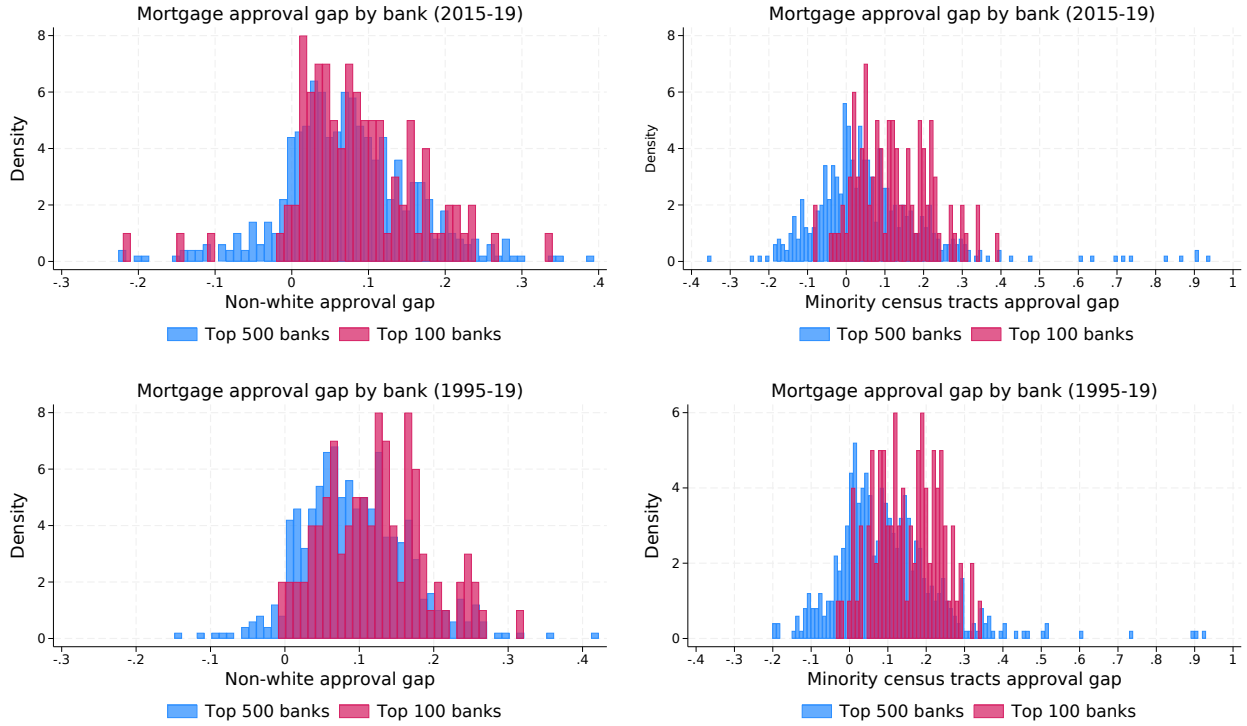 Mortgage approval gap by bank (2015-19)
8
6
4
2
0
Density
-.3 -.2 -.1 0 .1 .2 .3 .4
Non-white approval gap
Top 500 banks Top 100 banks
Mortgage approval gap by bank (2015-19)
8
6
4
2
0
Density
-.4 -.3 -.2 -.1 0 .1 .2 .3 .4 .5 .6 .7 .8 .9 1
Minority census tracts approval gap
Top 500 banks Top 100 banks
Mortgage approval gap by bank (1995-19)
8
6
4
2
0
Density
-.3 -.2 -.1 0 .1 .2 .3 .4
Non-white approval gap
Top 500 banks Top 100 banks
Mortgage approval gap by bank (1995-19)
6
4
2
0
Density
-.4 -.3 -.2 -.1 0 .1 .2 .3 .4 .5 .6 .7 .8 .9 1
Minority census tracts approval gap
Top 500 banks Top 100 banks